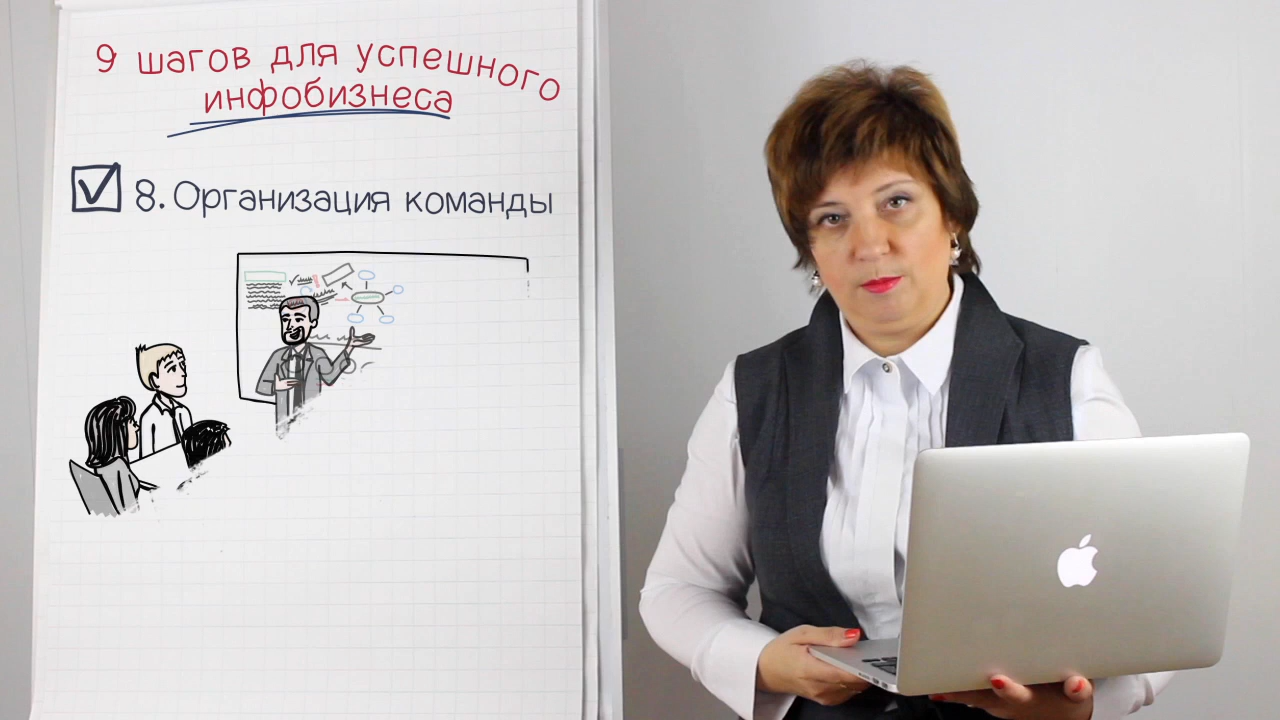 9 шагов для успешного
инфобизнеса
8. Организация команды